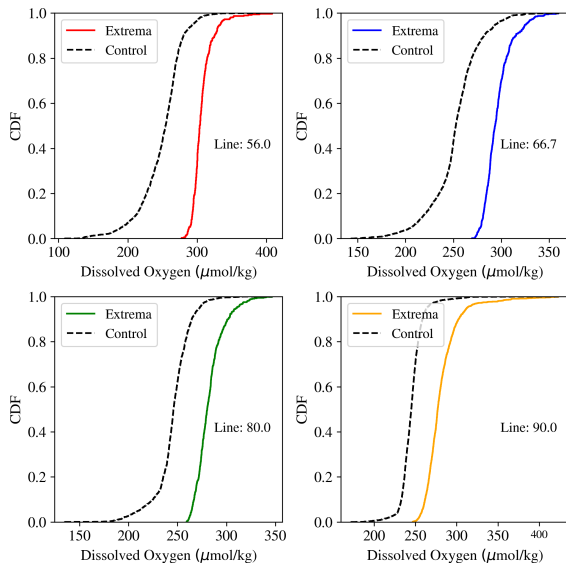 1.0
0.8
0.6
0.4
0.2
0.0
CDF
Extrema
Control
Line: 56.0
100
200
300
400
Dissolved Oxygen (μmol/kg)
1.0
0.8
0.6
0.4
0.2
0.0
CDF
Extrema
Control
Line: 66.7
150
200
250
300
350
Dissolved Oxygen (μmol/kg)
1.0
0.8
0.6
0.4
0.2
0.0
CDF
Extrema
Control
Line: 80.0
150
200
250
300
350
Dissolved Oxygen (μmol/kg)
1.0
0.8
0.6
0.4
0.2
0.0
CDF
Extrema
Control
Line: 90.0
200
250
300
350
400
Dissolved Oxygen (μmol/kg)